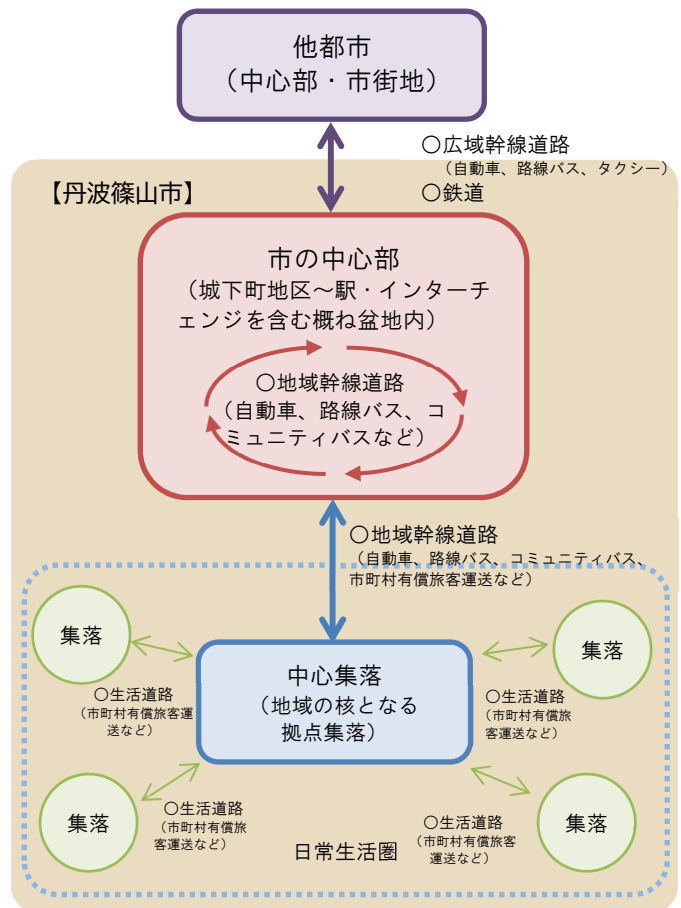 他都市
（中心部・市街地）
〇広域幹線道路
（自動車、路線バス、タクシー）
〇鉄道
【丹波篠山市】
市の中心部
（城下町地区～駅・インターチ
ェンジを含む概ね盆地内）
〇地域幹線道路
（自動車、路線バス、コ
ミュニティバスなど）
〇地域幹線道路
（自動車、路線バス、コミュニティバス、
市町村有償旅客運送など）
集落
集落
中心集落
（地域の核となる
拠点集落）
〇生活道路
（市町村有償旅客運
送など）
〇生活道路
（市町村有償旅
客運送など）
集落
〇生活道路
（市町村有償旅
客運送など）
〇生活道路
（市町村有償旅客
運送など）
集落
日常生活圏